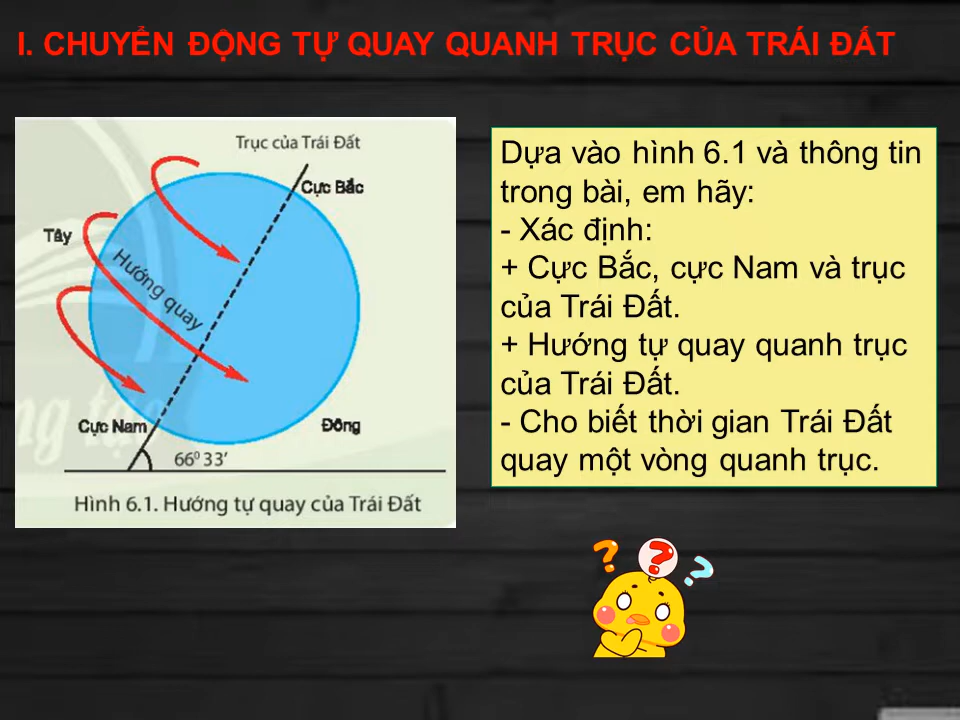 I. CHUYỂN ĐỘNG TỰ QUAY QUANH TRỤC CỦA TRÁI ĐẤT
Trục của Trái Đất
Cực Bắc
Tây
Hướng quay
Cực Nam
Đông
66⁰ 33'
Hình 6.1. Hướng tự quay của Trái Đất
Dựa vào hình 6.1 và thông tin
trong bài, em hãy:
- Xác định:
+ Cực Bắc, cực Nam và trục
của Trái Đất.
+ Hướng tự quay quanh trục
của Trái Đất.
- Cho biết thời gian Trái Đất
quay một vòng quanh trục.
? ? ?